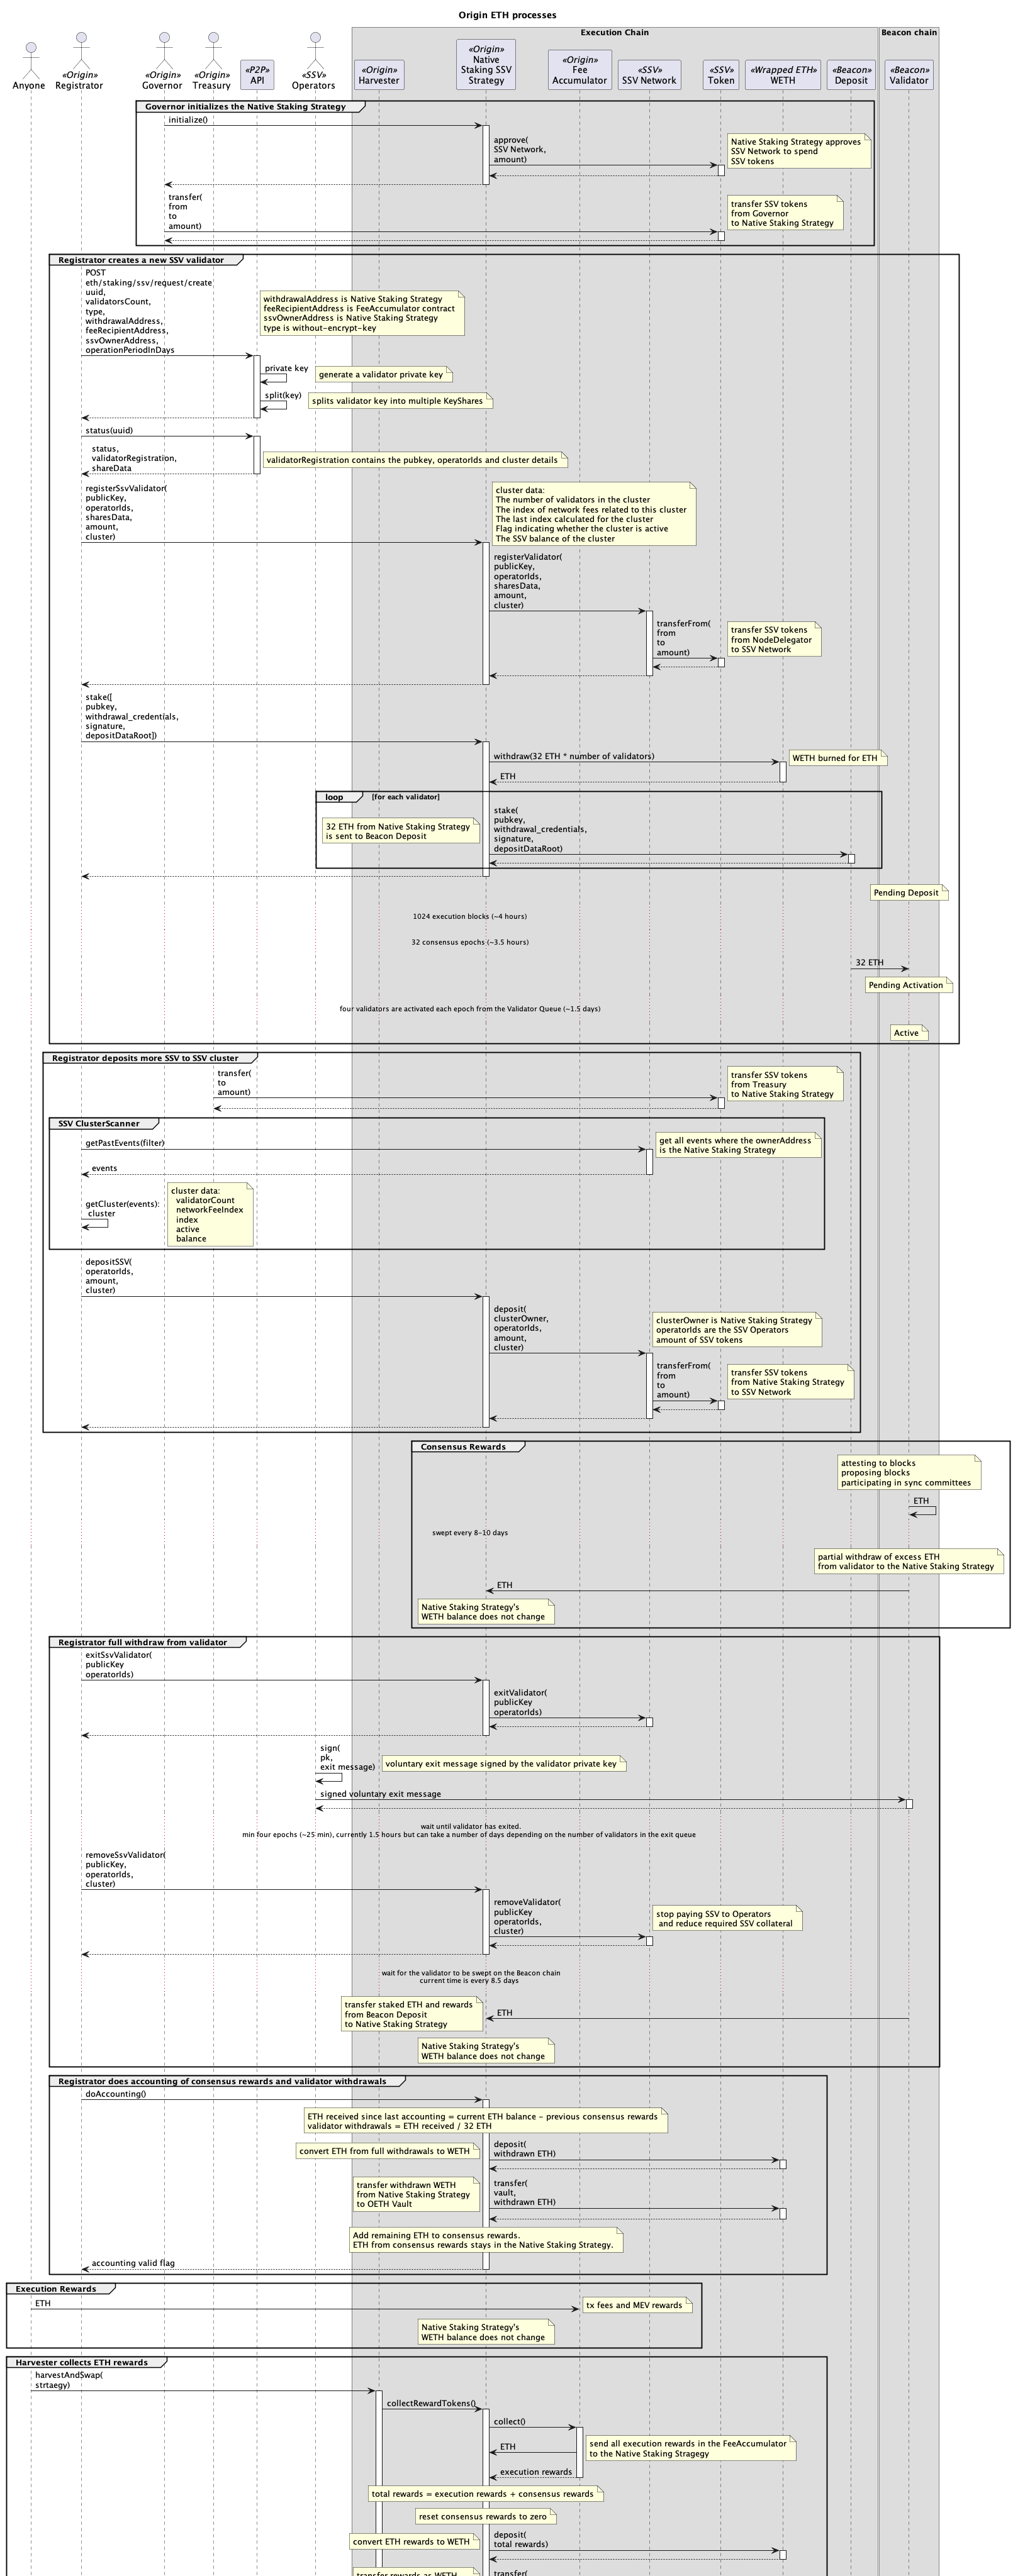 Origin ETH processes
Execution Chain
Beacon chain
Anyone
«Origin»
Registrator
«Origin»
Governor
«Origin»
Treasury
«P2P»
API
«SSV»
Operators
«Origin»
Harvester
«Origin»
Native
Staking SSV
Strategy
«Origin»
Fee
Accumulator
«SSV»
SSV Network
«SSV»
Token
«Wrapped ETH»
WETH
«Beacon»
Deposit
«Beacon»
Validator
Governor initializes the Native Staking Strategy
initialize()
approve(
SSV Network,
amount)
Native Staking Strategy approves
SSV Network to spend
SSV tokens
transfer(
from
to
amount)
transfer SSV tokens
from Governor
to Native Staking Strategy
Registrator creates a new SSV validator
POST
eth/staking/ssv/request/create
uuid,
validatorsCount,
type,
withdrawalAddress,
feeRecipientAddress,
ssvOwnerAddress,
operationPeriodInDays
withdrawalAddress is Native Staking Strategy
feeRecipientAddress is FeeAccumulator contract
ssvOwnerAddress is Native Staking Strategy
type is without-encrypt-key
private key
generate a validator private key
split(key)
splits validator key into multiple KeyShares
status(uuid)
status,
validatorRegistration,
shareData
validatorRegistration contains the pubkey, operatorIds and cluster details
registerSsvValidator(
publicKey,
operatorIds,
sharesData,
amount,
cluster)
cluster data:
The number of validators in the cluster
The index of network fees related to this cluster
The last index calculated for the cluster
Flag indicating whether the cluster is active
The SSV balance of the cluster
registerValidator(
publicKey,
operatorIds,
sharesData,
amount,
cluster)
transferFrom(
from
to
amount)
transfer SSV tokens
from NodeDelegator
to SSV Network
stake([
pubkey,
withdrawal_credentials,
signature,
depositDataRoot])
withdraw(32 ETH * number of validators)
WETH burned for ETH
ETH
loop
[for each validator]
32 ETH from Native Staking Strategy
is sent to Beacon Deposit
stake(
pubkey,
withdrawal_credentials,
signature,
depositDataRoot)
Pending Deposit
1024 execution blocks (~4 hours)
32 consensus epochs (~3.5 hours)
32 ETH
Pending Activation
four validators are activated each epoch from the Validator Queue (~1.5 days)
Active
Registrator deposits more SSV to SSV cluster
transfer(
to
amount)
transfer SSV tokens
from Treasury
to Native Staking Strategy
SSV ClusterScanner
getPastEvents(filter)
get all events where the ownerAddress
is the Native Staking Strategy
events
getCluster(events):
cluster
cluster data:
validatorCount
networkFeeIndex
index
active
balance
depositSSV(
operatorIds,
amount,
cluster)
deposit(
clusterOwner,
operatorIds,
amount,
cluster)
clusterOwner is Native Staking Strategy
operatorIds are the SSV Operators
amount of SSV tokens
transferFrom(
from
to
amount)
transfer SSV tokens
from Native Staking Strategy
to SSV Network
Consensus Rewards
attesting to blocks
proposing blocks
participating in sync committees
ETH
swept every 8-10 days
partial withdraw of excess ETH
from validator to the Native Staking Strategy
ETH
Native Staking Strategy's
WETH balance does not change
Registrator full withdraw from validator
exitSsvValidator(
publicKey
operatorIds)
exitValidator(
publicKey
operatorIds)
sign(
pk,
exit message)
voluntary exit message signed by the validator private key
signed voluntary exit message
wait until validator has exited.
min four epochs (~25 min), currently 1.5 hours but can take a number of days depending on the number of validators in the exit queue
removeSsvValidator(
publicKey,
operatorIds,
cluster)
removeValidator(
publicKey
operatorIds,
cluster)
stop paying SSV to Operators
and reduce required SSV collateral
wait for the validator to be swept on the Beacon chain
current time is every 8.5 days
transfer staked ETH and rewards
from Beacon Deposit
to Native Staking Strategy
ETH
Native Staking Strategy's
WETH balance does not change
Registrator does accounting of consensus rewards and validator withdrawals
doAccounting()
ETH received since last accounting = current ETH balance - previous consensus rewards
validator withdrawals = ETH received / 32 ETH
convert ETH from full withdrawals to WETH
deposit(
withdrawn ETH)
transfer withdrawn WETH
from Native Staking Strategy
to OETH Vault
transfer(
vault,
withdrawn ETH)
Add remaining ETH to consensus rewards.
ETH from consensus rewards stays in the Native Staking Strategy.
accounting valid flag
Execution Rewards
ETH
tx fees and MEV rewards
Native Staking Strategy's
WETH balance does not change
Harvester collects ETH rewards
harvestAndSwap(
strtaegy)
collectRewardTokens()
collect()
ETH
send all execution rewards in the FeeAccumulator
to the Native Staking Stragegy
execution rewards
total rewards = execution rewards + consensus rewards
reset consensus rewards to zero
convert ETH rewards to WETH
deposit(
total rewards)
transfer rewards as WETH
transfer(